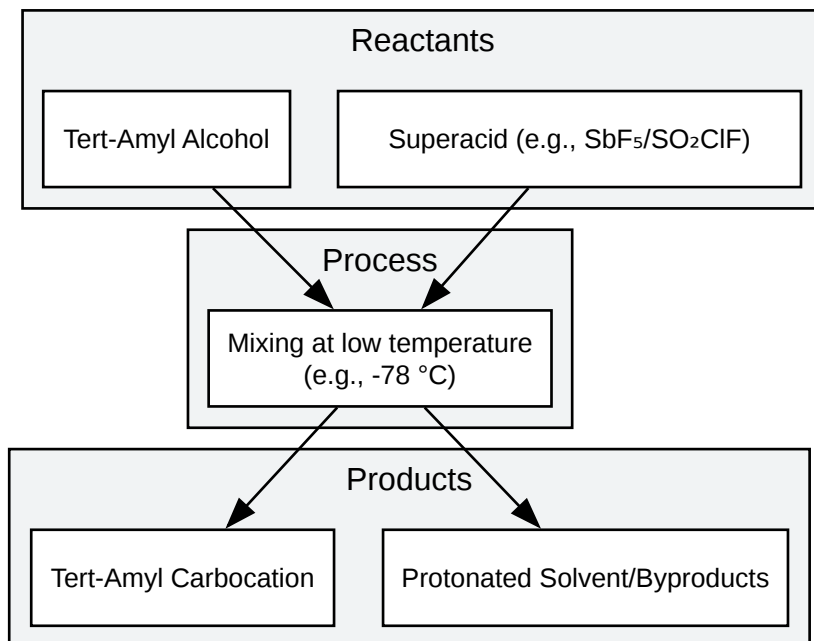 Reactants
Tert-Amyl Alcohol
Superacid (e.g., SbF₅/SO₂ClF)
Process
Mixing at low temperature
(e.g., -78 °C)
Products
Tert-Amyl Carbocation
Protonated Solvent/Byproducts